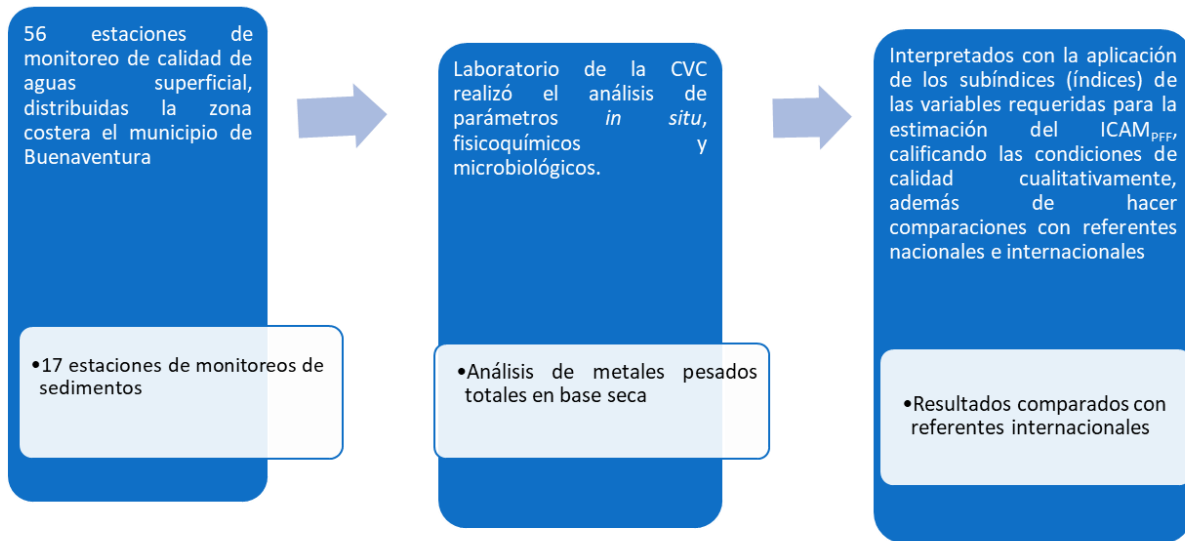 56 estaciones de
monitoreo de calidad de
aguas superficial,
distribuidas la zona
costera el municipio de
Buenaventura
•17 estaciones de monitoreos de
sedimentos
Laboratorio de la CVC
realizó el análisis de
parámetros in situ,
fisicoquímicos y
microbiológicos.
•Análisis de metales pesados
totales en base seca
Interpretados con la aplicación
de los subíndices (índices) de
las variables requeridas para la
estimación del ICAMPFF,
calificando las condiciones de
calidad cualitativamente,
además de hacer
comparaciones con referentes
nacionales e internacionales
•Resultados comparados con
referentes internacionales